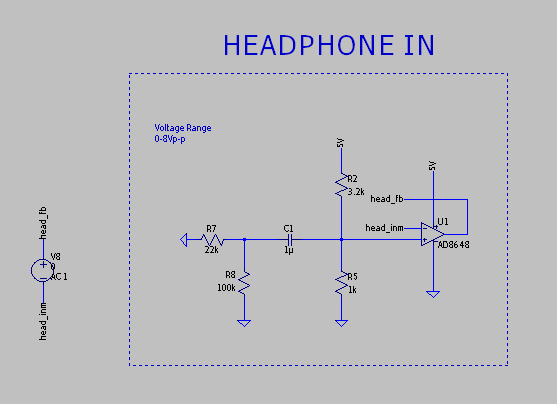 HEADPHONE IN
Voltage Range
0-8Vp-p
5V
5V
R2
3.2k
head_fb
head_fb
head_inm
U1
AD8648
R7
22k
C1
1µ
V8
0
AC 1
R8
100k
R5
1k
head_inm